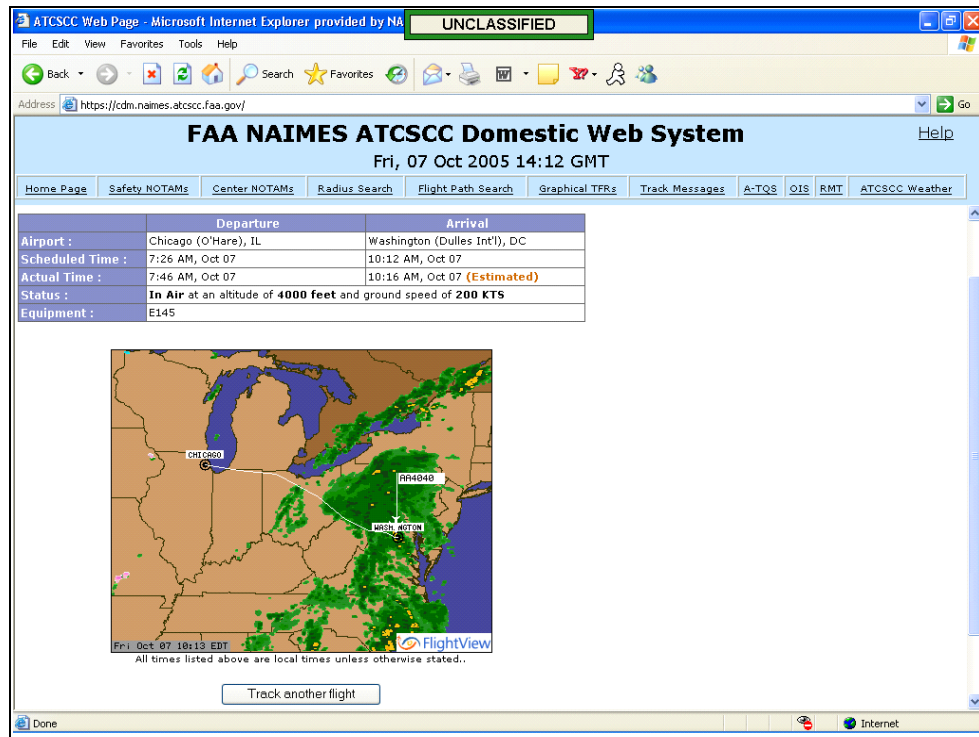 ATCSCC Web Page - Microsoft Internet Explorer provided by NA
UNCLASSIFIED
File Edit View Favorites Tools Help
Back Search Favorites
Address https://cdm.naimes.atcscc.faa.gov/ Go
FAA NAIMES ATCSCC Domestic Web System Help
Fri, 07 Oct 2005 14:12 GMT
Home Page Safety NOTAMs Center NOTAMs Radius Search Flight Path Search Graphical TFRs Track Messages A-TQS OIS RMT ATCSCC Weather
Departure Arrival
Airport : Chicago (O'Hare), IL Washington (Dulles Int'l), DC
Scheduled Time : 7:26 AM, Oct 07 10:12 AM, Oct 07
Actual Time : 7:46 AM, Oct 07 10:16 AM, Oct 07 (Estimated)
Status : In Air at an altitude of 4000 feet and ground speed of 200 KTS
Equipment : E145
CHICAGO
AA4040
WASH NGTON
Fri Oct 07 10:13 EDT
FlightView
All times listed above are local times unless otherwise stated..
Track another flight
Done Internet